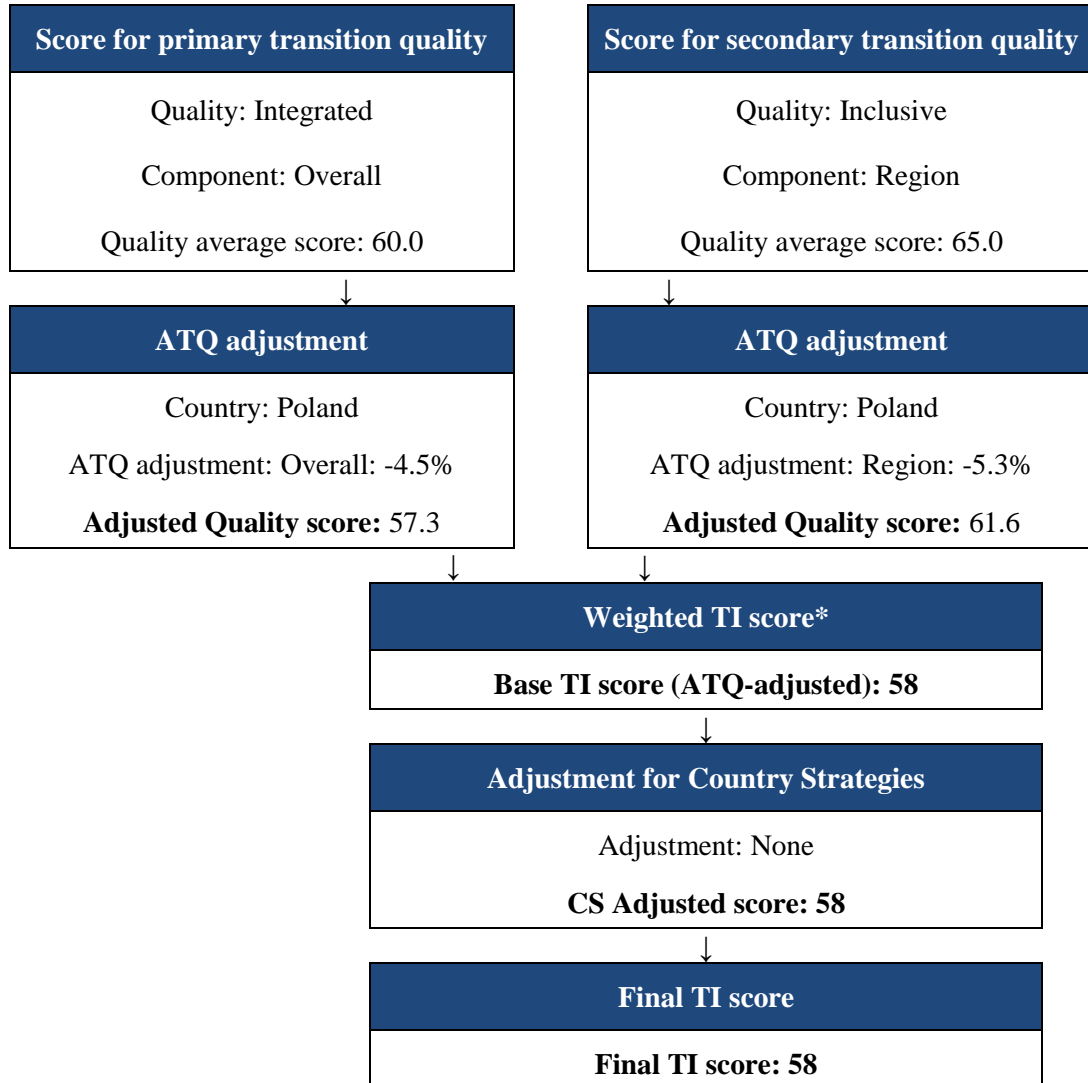 Score for primary transition quality
Quality: Integrated
Component: Overall
Quality average score: 60.0
Score for secondary transition quality
Quality: Inclusive
Component: Region
Quality average score: 65.0
↓
↓
ATQ adjustment
Country: Poland
ATQ adjustment: Overall: -4.5%
Adjusted Quality score: 57.3
ATQ adjustment
Country: Poland
ATQ adjustment: Region: -5.3%
Adjusted Quality score: 61.6
↓
↓
Weighted TI score*
Base TI score (ATQ-adjusted): 58
↓
Adjustment for Country Strategies
Adjustment: None
CS Adjusted score: 58
↓
Final TI score
Final TI score: 58